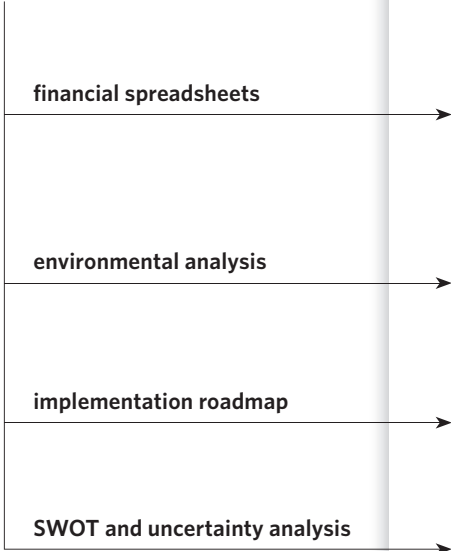 financial spreadsheets
environmental analysis
implementation roadmap
SWOT and uncertainty analysis